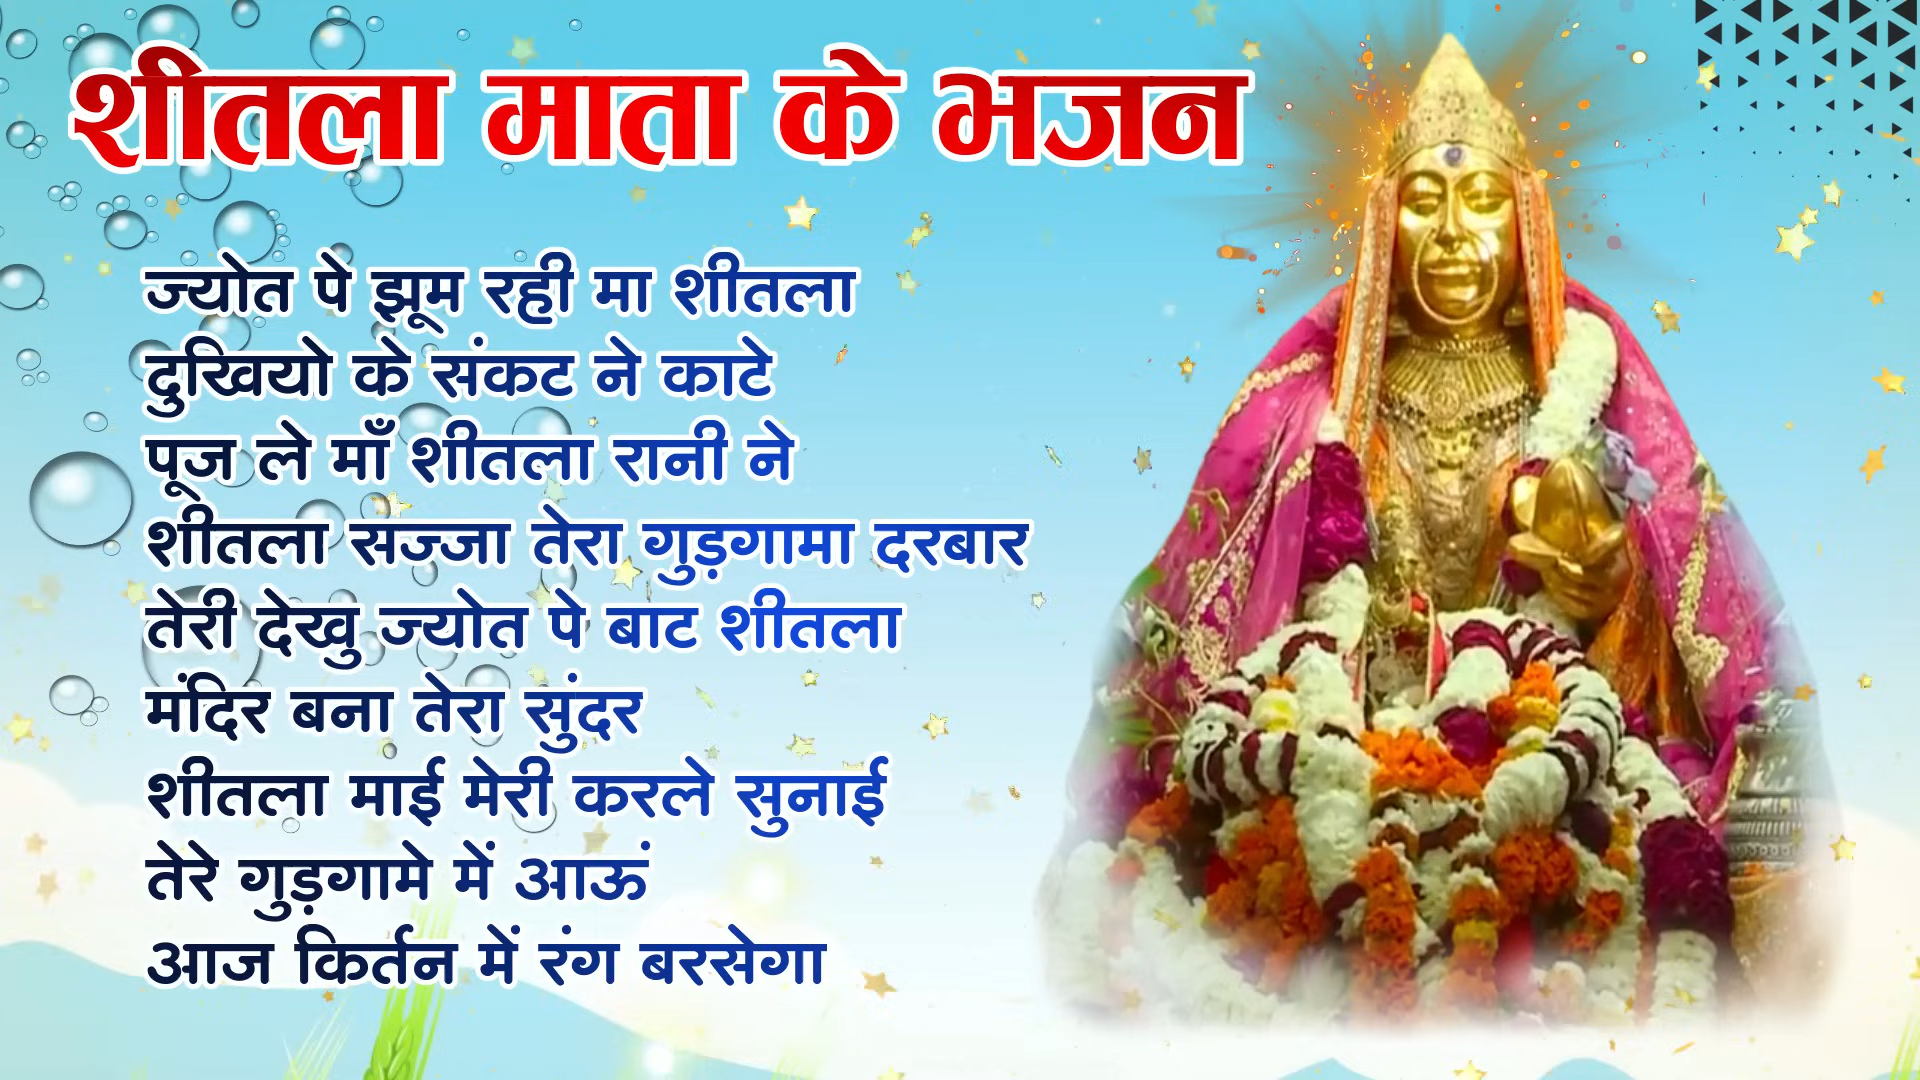 शीतला माता के भजन
ज्योत पे झूम रही मा शीतला
दुखियो के संकट ने काटे
पूज ले माँ शीतला रानी ने
शीतला सज्जा तेरा गुड़गामा दरबार
तेरी देखु ज्योत पे बाट शीतला
मंदिर बना तेरा सुंदर
शीतला माई मेरी करले सुनाई
तेरे गुड़गामे में आऊं
आज किर्तन में रंग बरसेगा